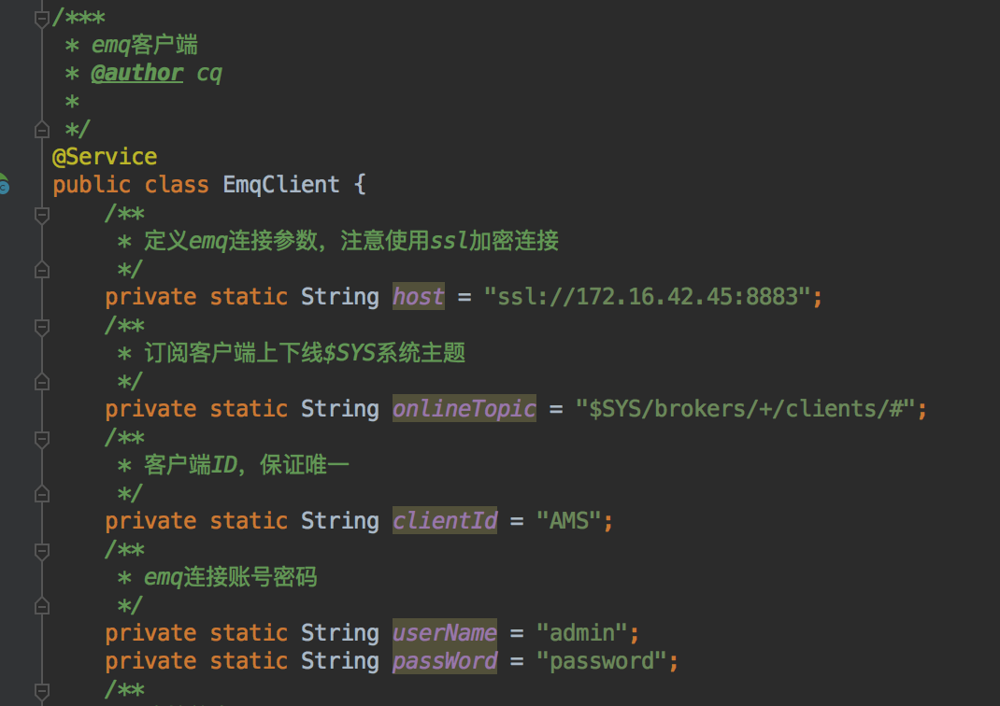 /***
* emq客户端
* @author cq
*
*/
@Service
public class EmqClient {
/**
* 定义emq连接参数，注意使用ssl加密连接
*/
private static String host = "ssl://172.16.42.45:8883";
/**
* 订阅客户端上下线$SYS系统主题
*/
private static String onlineTopic = "$SYS/brokers/+/clients/#";
/**
* 客户端ID，保证唯一
*/
private static String clientId = "AMS";
/**
* emq连接账号密码
*/
private static String userName = "admin";
private static String passWord = "password";
/**